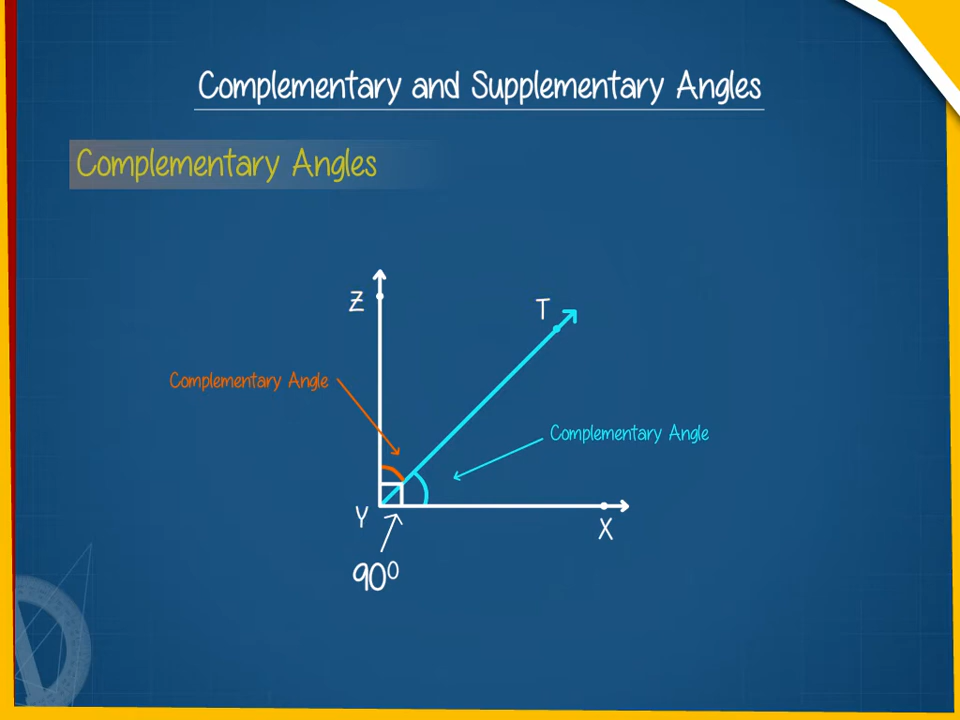 Complementary and Supplementary Angles
Complementary Angles
Z
T
Complementary Angle
Complementary Angle
Y
X
90⁰